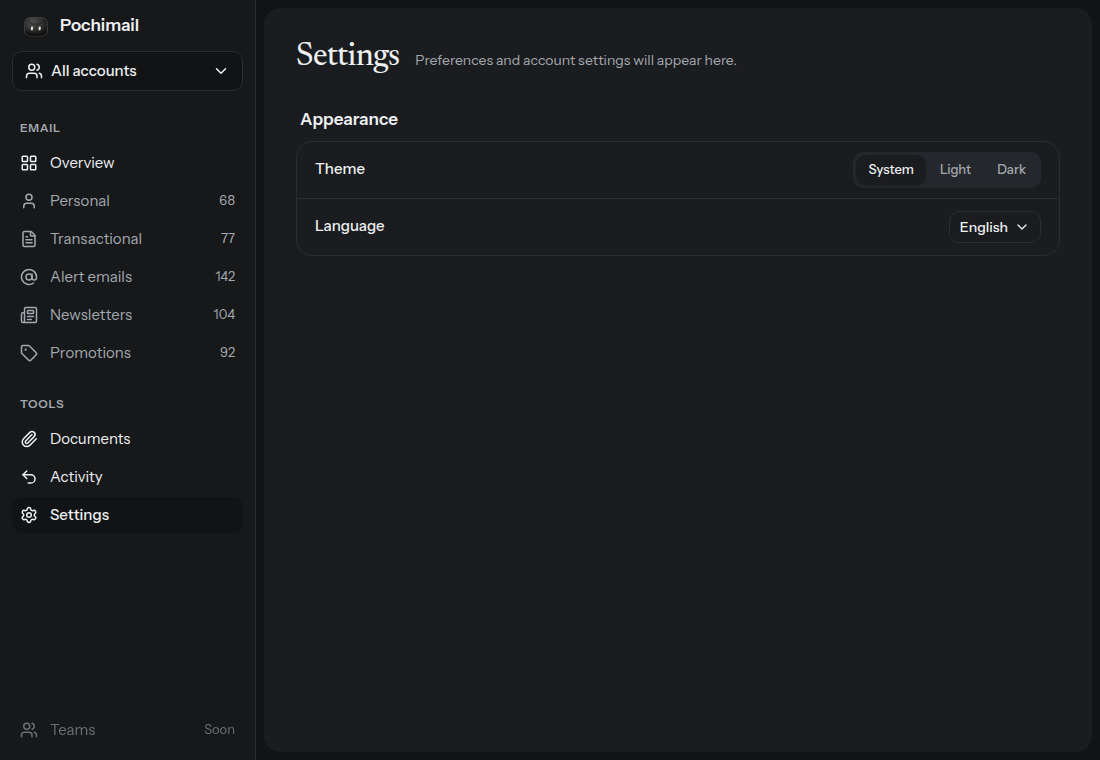 Pochimail
All accounts
EMAIL
Overview
Personal 68
Transactional 77
Alert emails 142
Newsletters 104
Promotions 92
TOOLS
Documents
Activity
Settings
Teams Soon
Settings Preferences and account settings will appear here.
Appearance
Theme System Light Dark
Language English